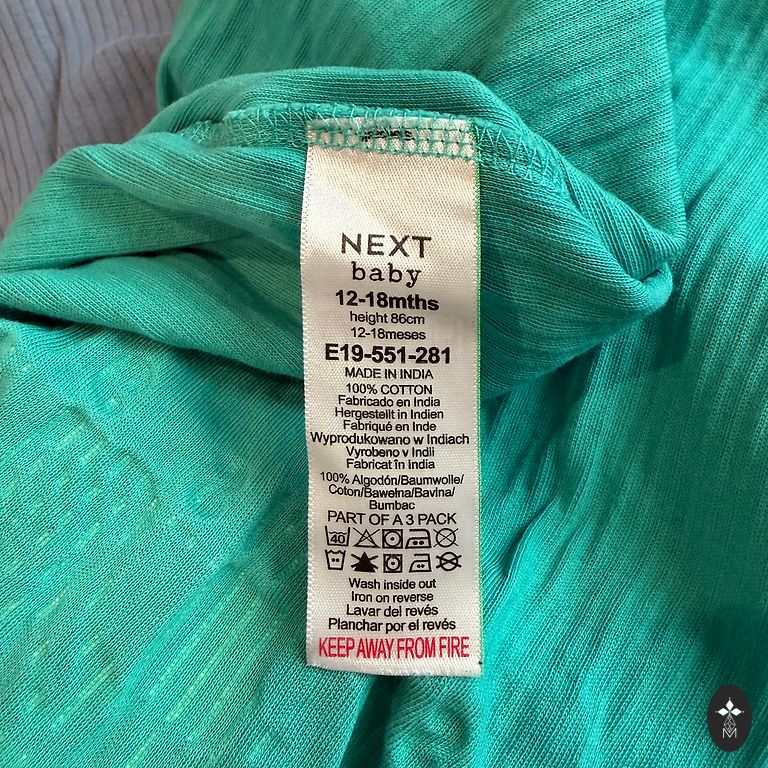 NEXT
baby
12-18mths
height 86cm
12-18meses
E19-551-281
MADE IN INDIA
100% COTTON
Fabricado en India
Hergestellt in Indien
Fabriqué en Inde
Wyprodukowano w Indiach
Vyrobeno v Indii
Fabricat în India
100% Algodón/Baumwolle/
Coton/Bawełna/Bavlna/
Bumbac
PART OF A 3 PACK
40
Wash inside out
Iron on reverse
Lavar del revés
Planchar por el revés
KEEP AWAY FROM FIRE
M